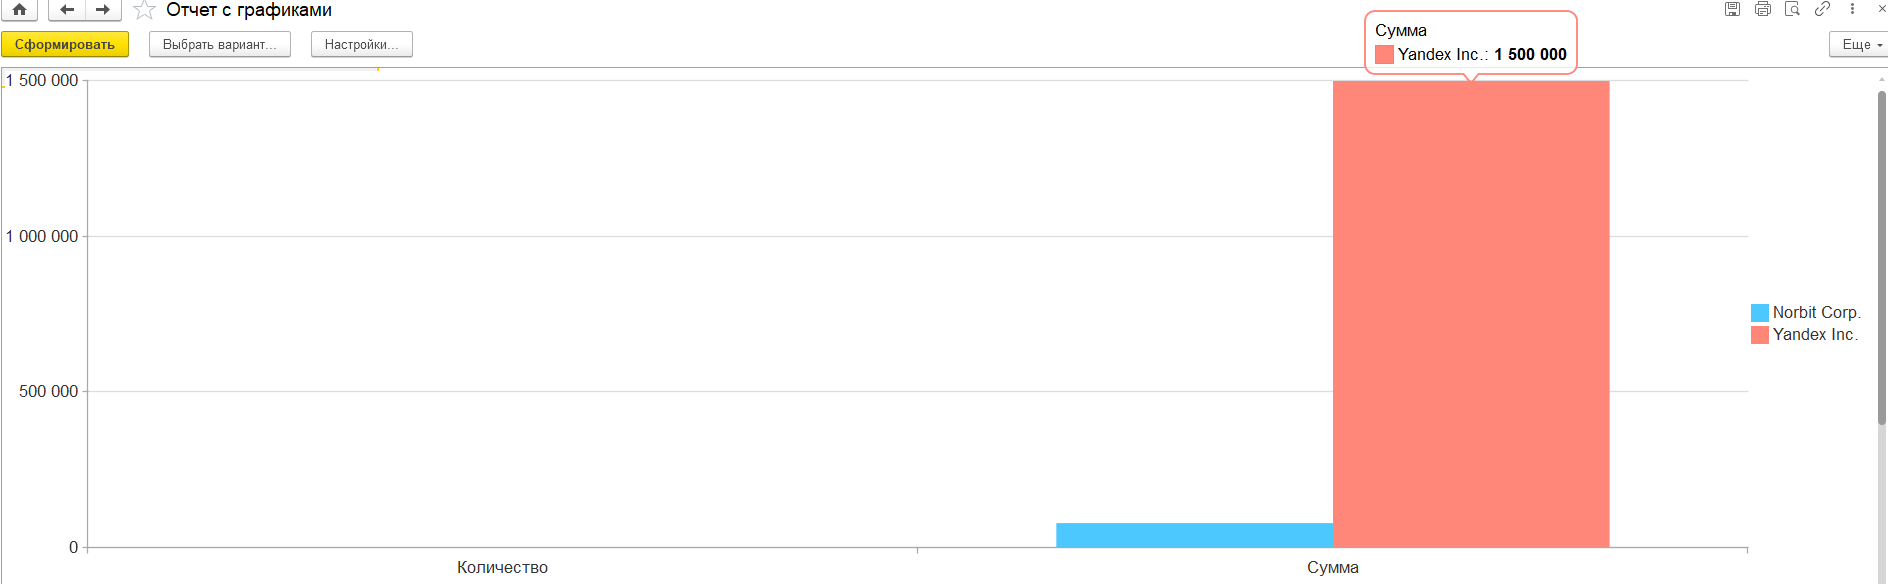 Отчет с графиками
Сформировать
Выбрать вариант...
Настройки...
Еще
Сумма
Yandex Inc.: 1 500 000
1 500 000
1 000 000
500 000
0
Количество
Сумма
Norbit Corp.
Yandex Inc.